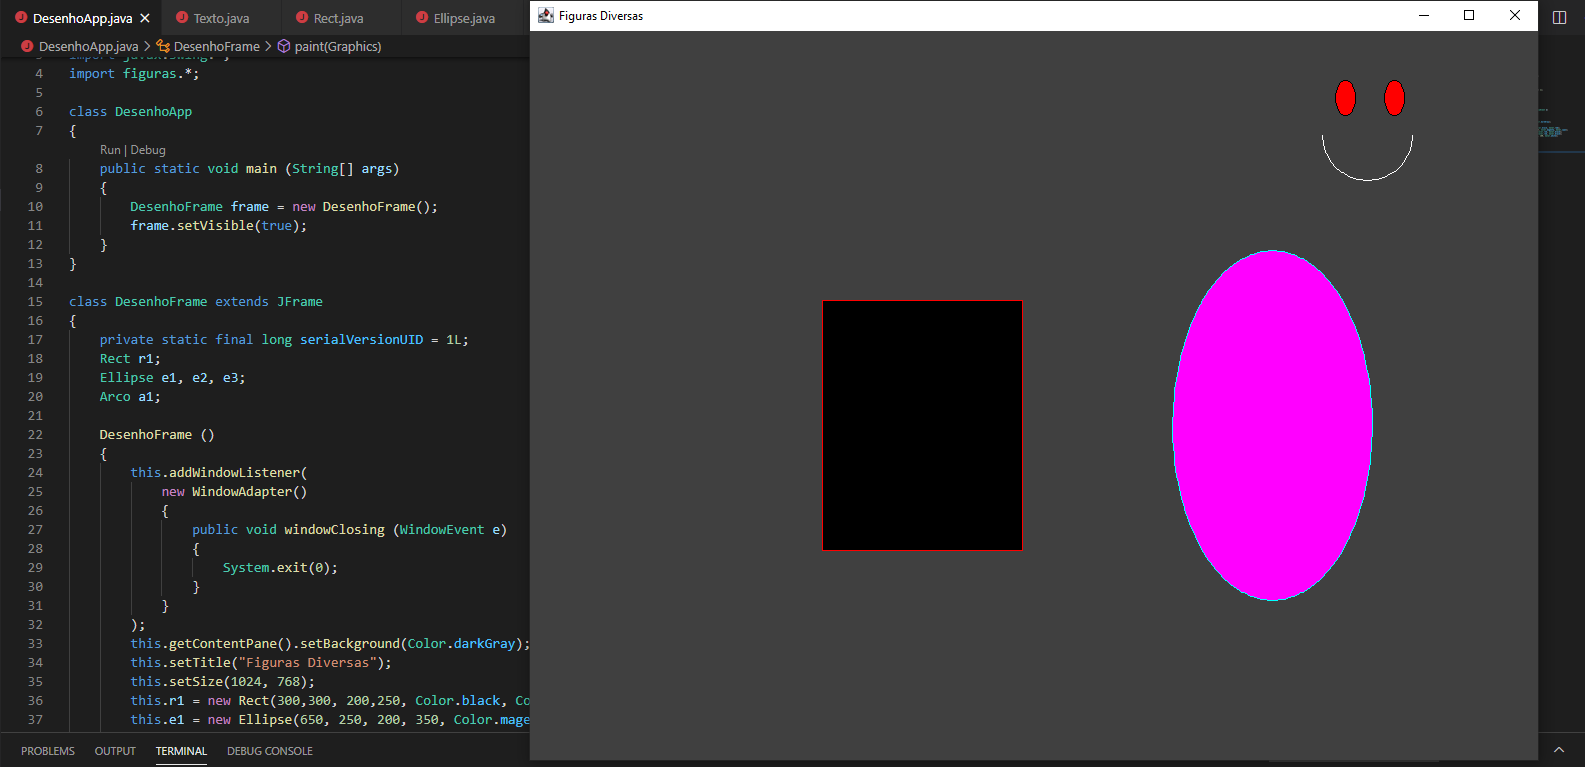 DesenhoApp.java
Texto.java
Rect.java
Ellipse.java
DesenhoApp.java > DesenhoFrame > paint(Graphics)
4 import figuras.*;
5
6 class DesenhoApp
7 {
Run | Debug
8 public static void main (String[] args)
9 {
10 DesenhoFrame frame = new DesenhoFrame();
11 frame.setVisible(true);
12 }
13 }
14
15 class DesenhoFrame extends JFrame
16 {
17 private static final long serialVersionUID = 1L;
18 Rect r1;
19 Ellipse e1, e2, e3;
20 Arco a1;
21
22 DesenhoFrame ()
23 {
24 this.addWindowListener(
25 new WindowAdapter()
26 {
27 public void windowClosing (WindowEvent e)
28 {
29 System.exit(0);
30 }
31 }
32 );
33 this.getContentPane().setBackground(Color.darkGray);
34 this.setTitle("Figuras Diversas");
35 this.setSize(1024, 768);
36 this.r1 = new Rect(300,300, 200,250, Color.black, Co
37 this.e1 = new Ellipse(650, 250, 200, 350, Color.mage
PROBLEMS OUTPUT TERMINAL DEBUG CONSOLE
Figuras Diversas